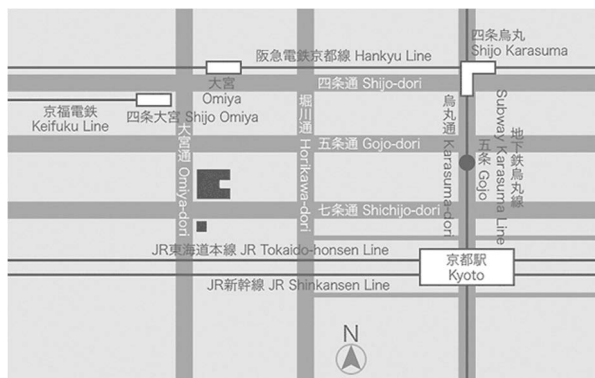 阪急電鉄京都線 Hankyu Line
四条烏丸
Shijo Karasuma
大宮
Omiya
四条通 Shijo-dori
京福電鉄
Keifuku Line
四条大宮 Shijo Omiya
大宮通 Omiya-dori
堀川通 Horikawa-dori
烏丸通 Karasuma-dori
五条 Gojo
地下鉄烏丸線
Subway Karasuma Line
五条通 Gojo-dori
七条通 Shichijo-dori
JR東海道本線 JR Tokaido-honsen Line
京都駅
Kyoto
JR新幹線 JR Shinkansen Line
N